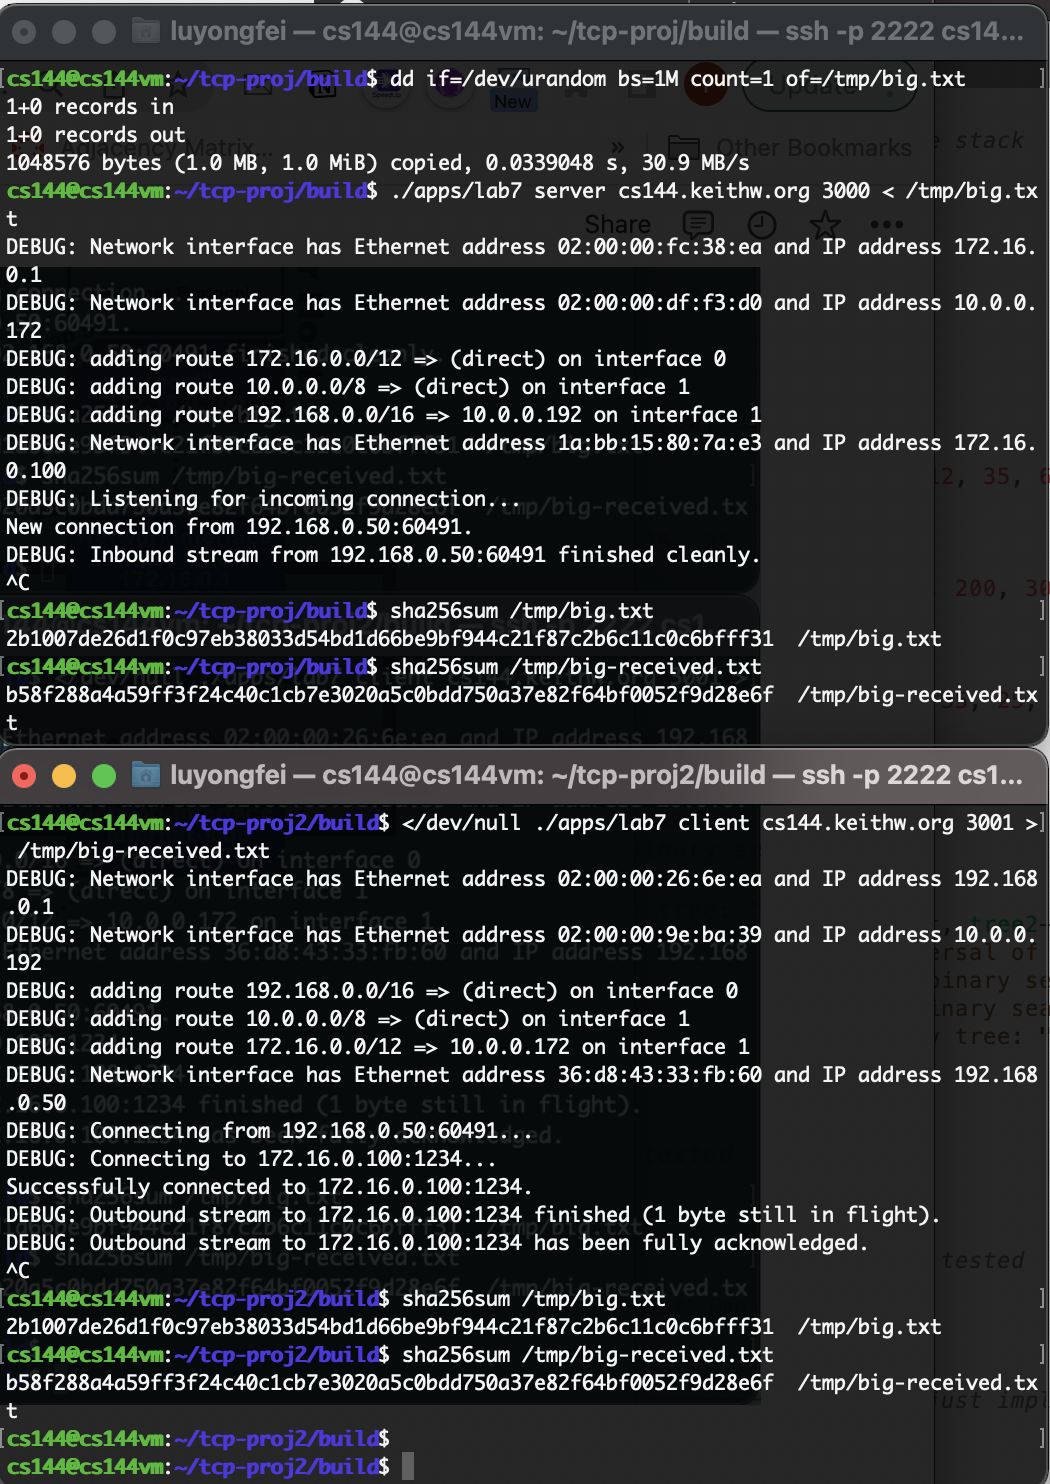 luyongfei — cs144@cs144vm: ~/tcp-proj/build — ssh -p 2222 cs14...
[cs144@cs144vm:~/tcp-proj/build$ dd if=/dev/urandom bs=1M count=1 of=/tmp/big.txt ]
1+0 records in
1+0 records out
1048576 bytes (1.0 MB, 1.0 MiB) copied, 0.0339048 s, 30.9 MB/s
[cs144@cs144vm:~/tcp-proj/build$ ./apps/lab7 server cs144.keithw.org 3000 < /tmp/big.tx
t
DEBUG: Network interface has Ethernet address 02:00:00:fc:38:ea and IP address 172.16.
0.1
DEBUG: Network interface has Ethernet address 02:00:00:df:f3:d0 and IP address 10.0.0.
172
DEBUG: adding route 172.16.0.0/12 => (direct) on interface 0
DEBUG: adding route 10.0.0.0/8 => (direct) on interface 1
DEBUG: adding route 192.168.0.0/16 => 10.0.0.192 on interface 1
DEBUG: Network interface has Ethernet address 1a:bb:15:80:7a:e3 and IP address 172.16.
0.100
DEBUG: Listening for incoming connection...
New connection from 192.168.0.50:60491.
DEBUG: Inbound stream from 192.168.0.50:60491 finished cleanly.
^C
[cs144@cs144vm:~/tcp-proj/build$ sha256sum /tmp/big.txt ]
2b1007de26d1f0c97eb38033d54bd1d66be9bf944c21f87c2b6c11c0c6bfff31  /tmp/big.txt
[cs144@cs144vm:~/tcp-proj/build$ sha256sum /tmp/big-received.txt ]
b58f288a4a59ff3f24c40c1cb7e3020a5c0bdd750a37e82f64bf0052f9d28e6f  /tmp/big-received.tx
t
Update
New
Other Bookmarks
Adjacency Matrix...
Share
luyongfei — cs144@cs144vm: ~/tcp-proj2/build — ssh -p 2222 cs1...
[cs144@cs144vm:~/tcp-proj2/build$ </dev/null ./apps/lab7 client cs144.keithw.org 3001 >]
 /tmp/big-received.txt
DEBUG: Network interface has Ethernet address 02:00:00:26:6e:ea and IP address 192.168
.0.1
DEBUG: Network interface has Ethernet address 02:00:00:9e:ba:39 and IP address 10.0.0.
192
DEBUG: adding route 192.168.0.0/16 => (direct) on interface 0
DEBUG: adding route 10.0.0.0/8 => (direct) on interface 1
DEBUG: adding route 172.16.0.0/12 => 10.0.0.172 on interface 1
DEBUG: Network interface has Ethernet address 36:d8:43:33:fb:60 and IP address 192.168
.0.50
DEBUG: Connecting from 192.168.0.50:60491...
DEBUG: Connecting to 172.16.0.100:1234...
Successfully connected to 172.16.0.100:1234.
DEBUG: Outbound stream to 172.16.0.100:1234 finished (1 byte still in flight).
DEBUG: Outbound stream to 172.16.0.100:1234 has been fully acknowledged.
^C
[cs144@cs144vm:~/tcp-proj2/build$ sha256sum /tmp/big.txt ]
2b1007de26d1f0c97eb38033d54bd1d66be9bf944c21f87c2b6c11c0c6bfff31  /tmp/big.txt
[cs144@cs144vm:~/tcp-proj2/build$ sha256sum /tmp/big-received.txt ]
b58f288a4a59ff3f24c40c1cb7e3020a5c0bdd750a37e82f64bf0052f9d28e6f  /tmp/big-received.tx
t
[cs144@cs144vm:~/tcp-proj2/build$ ]
cs144@cs144vm:~/tcp-proj2/build$